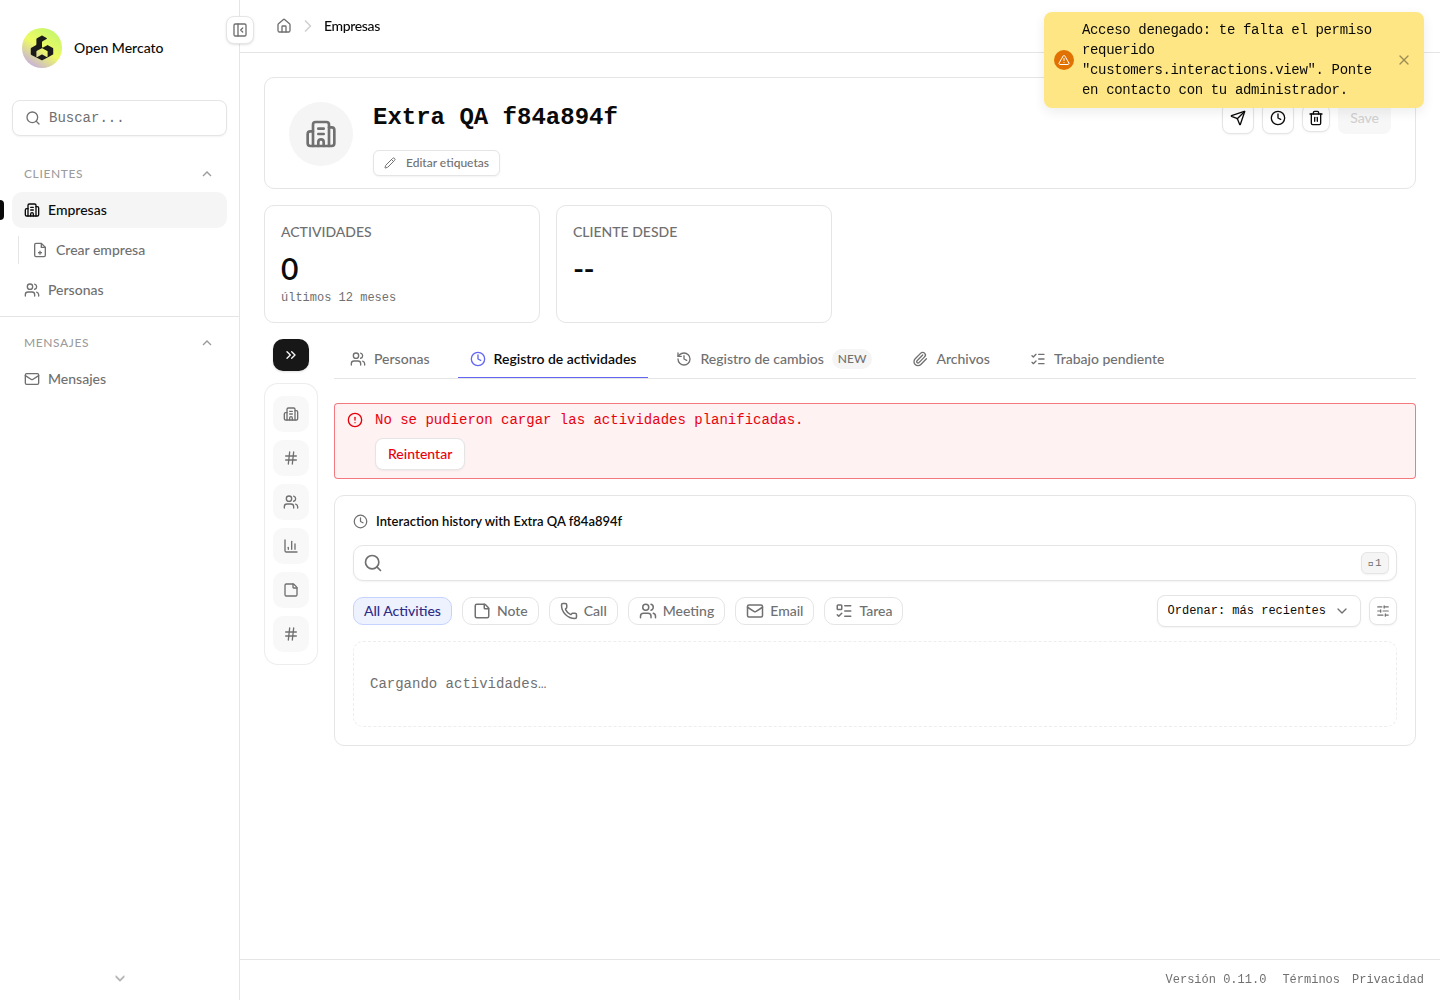 Open Mercato
Empresas
Acceso denegado: te falta el permiso
requerido
"customers.interactions.view". Ponte
en contacto con tu administrador.
Buscar...
CLIENTES
Empresas
Crear empresa
Personas
MENSAJES
Mensajes
Extra QA f84a894f
Editar etiquetas
Save
ACTIVIDADES
0
últimos 12 meses
CLIENTE DESDE
--
Personas
Registro de actividades
Registro de cambios NEW
Archivos
Trabajo pendiente
No se pudieron cargar las actividades planificadas.
Reintentar
Interaction history with Extra QA f84a894f
1
All Activities
Note
Call
Meeting
Email
Tarea
Ordenar: más recientes
Cargando actividades…
Versión 0.11.0
Términos
Privacidad